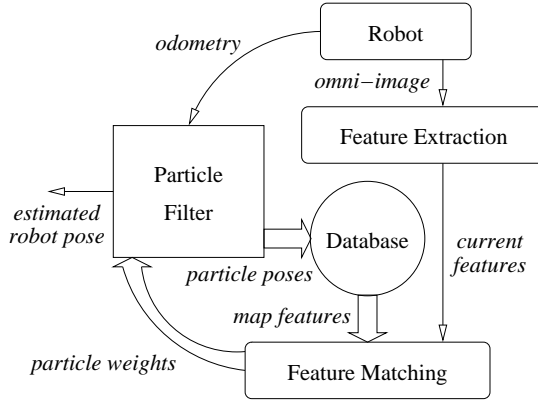 odometry
Robot
omni−image
Feature Extraction
Particle
Filter
estimated
robot pose
Database
particle poses
current
features
map features
particle weights
Feature Matching